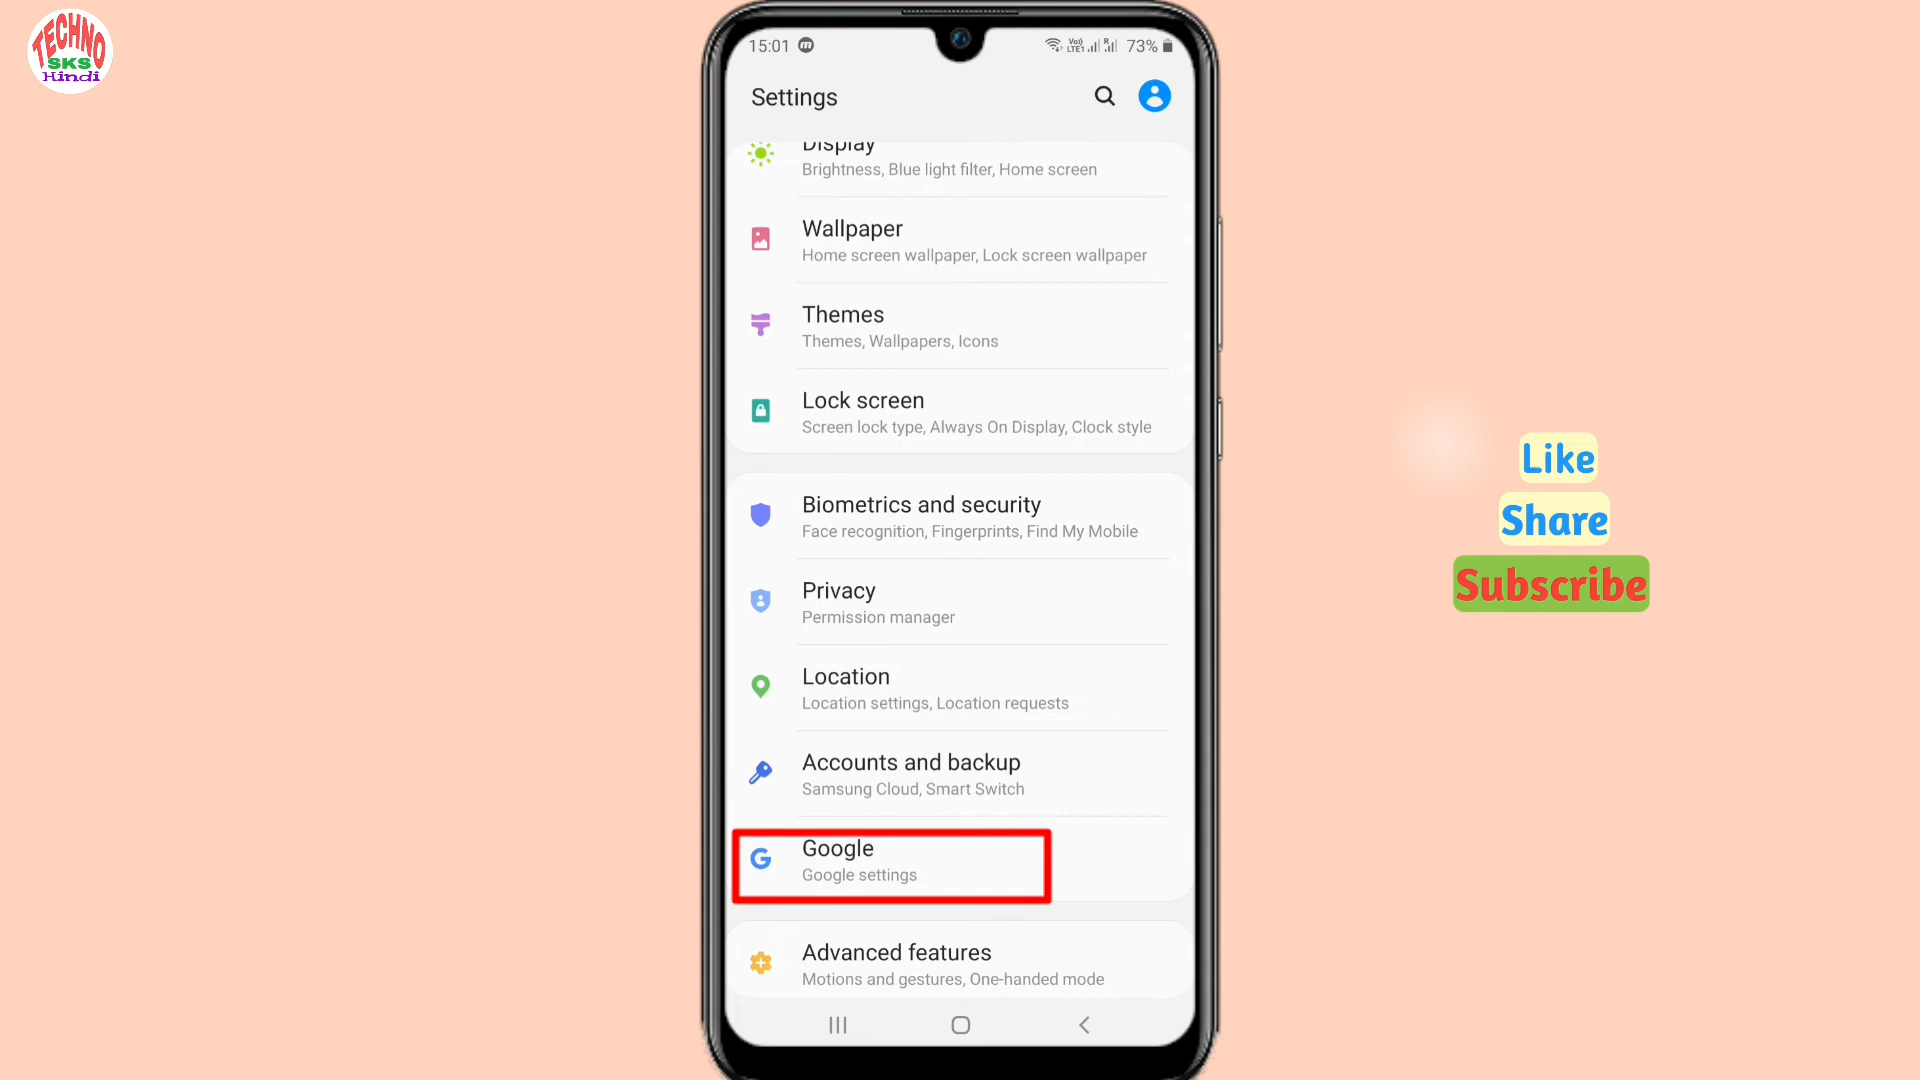 TECHNO
SKS
Hindi
15:01
73%
Settings
Display
Brightness, Blue light filter, Home screen
Wallpaper
Home screen wallpaper, Lock screen wallpaper
Themes
Themes, Wallpapers, Icons
Lock screen
Screen lock type, Always On Display, Clock style
Biometrics and security
Face recognition, Fingerprints, Find My Mobile
Privacy
Permission manager
Location
Location settings, Location requests
Accounts and backup
Samsung Cloud, Smart Switch
Google
Google settings
Advanced features
Motions and gestures, One-handed mode
Like
Share
Subscribe